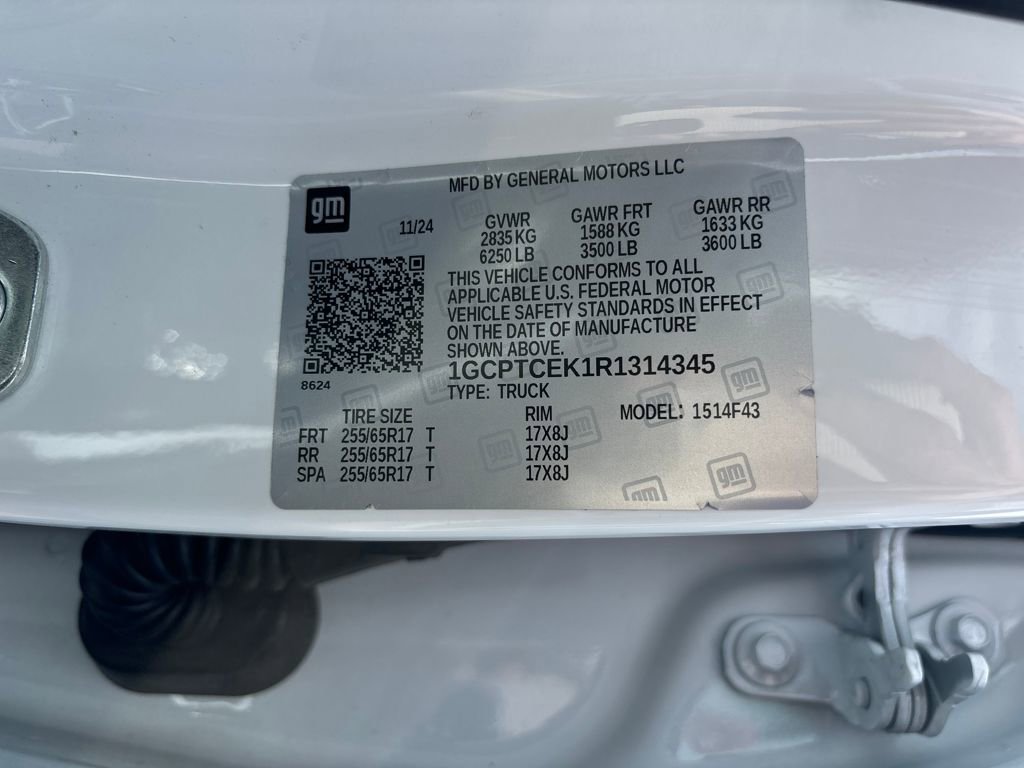 MFD BY GENERAL MOTORS LLC
gm
11/24
GVWR GAWR FRT GAWR RR
2835 KG 1588 KG 1633 KG
6250 LB 3500 LB 3600 LB
THIS VEHICLE CONFORMS TO ALL
APPLICABLE U.S. FEDERAL MOTOR
VEHICLE SAFETY STANDARDS IN EFFECT
ON THE DATE OF MANUFACTURE
SHOWN ABOVE.
8624
1GCPTCEK1R1314345
TYPE: TRUCK
TIRE SIZE RIM MODEL: 1514F43
FRT 255/65R17 T 17X8J
RR 255/65R17 T 17X8J
SPA 255/65R17 T 17X8J